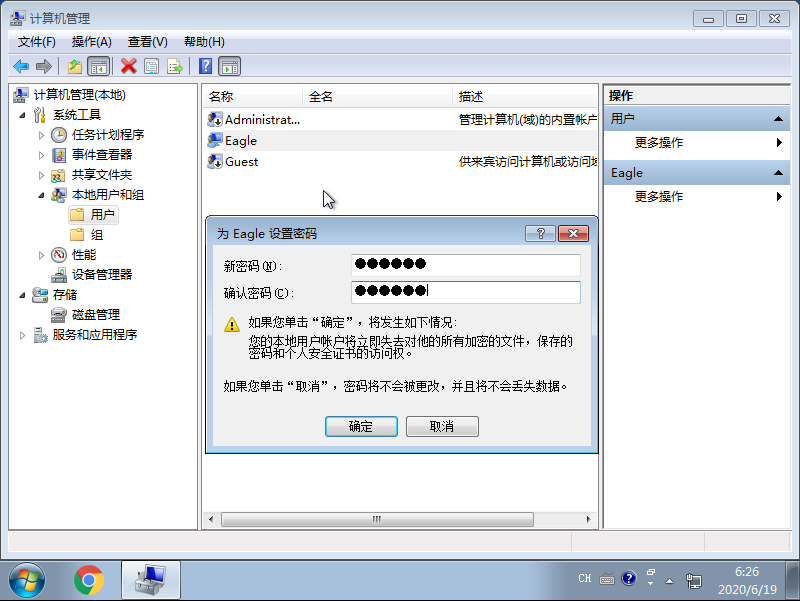 计算机管理
文件(F) 操作(A) 查看(V) 帮助(H)
计算机管理(本地)
系统工具
任务计划程序
事件查看器
共享文件夹
本地用户和组
用户
组
性能
设备管理器
存储
磁盘管理
服务和应用程序
名称 全名 描述
Administrat... 管理计算机(域)的内置帐户
Eagle
Guest 供来宾访问计算机或访问域
操作
用户
更多操作
Eagle
更多操作
为 Eagle 设置密码
新密码(N):
确认密码(C):
如果您单击“确定”，将发生如下情况:
您的本地用户帐户将立即失去对他的所有加密的文件，保存的
密码和个人安全证书的访问权。
如果您单击“取消”，密码将不会被更改，并且将不会丢失数据。
确定 取消
CH
6:26
2020/6/19